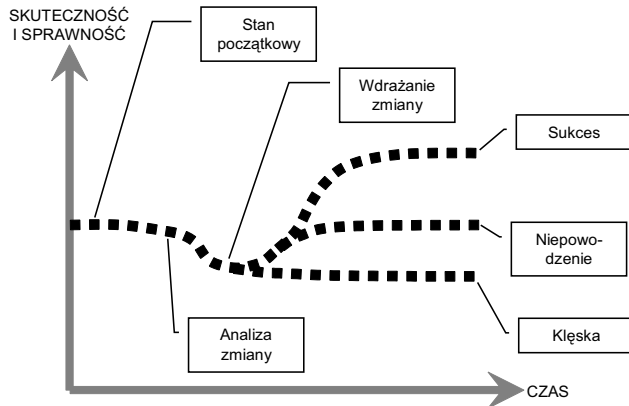 SKUTECZNOŚĆ
I SPRAWNOŚĆ
Stan
początkowy
Wdrażanie
zmiany
Sukces
Niepowo-
dzenie
Analiza
zmiany
Klęska
CZAS